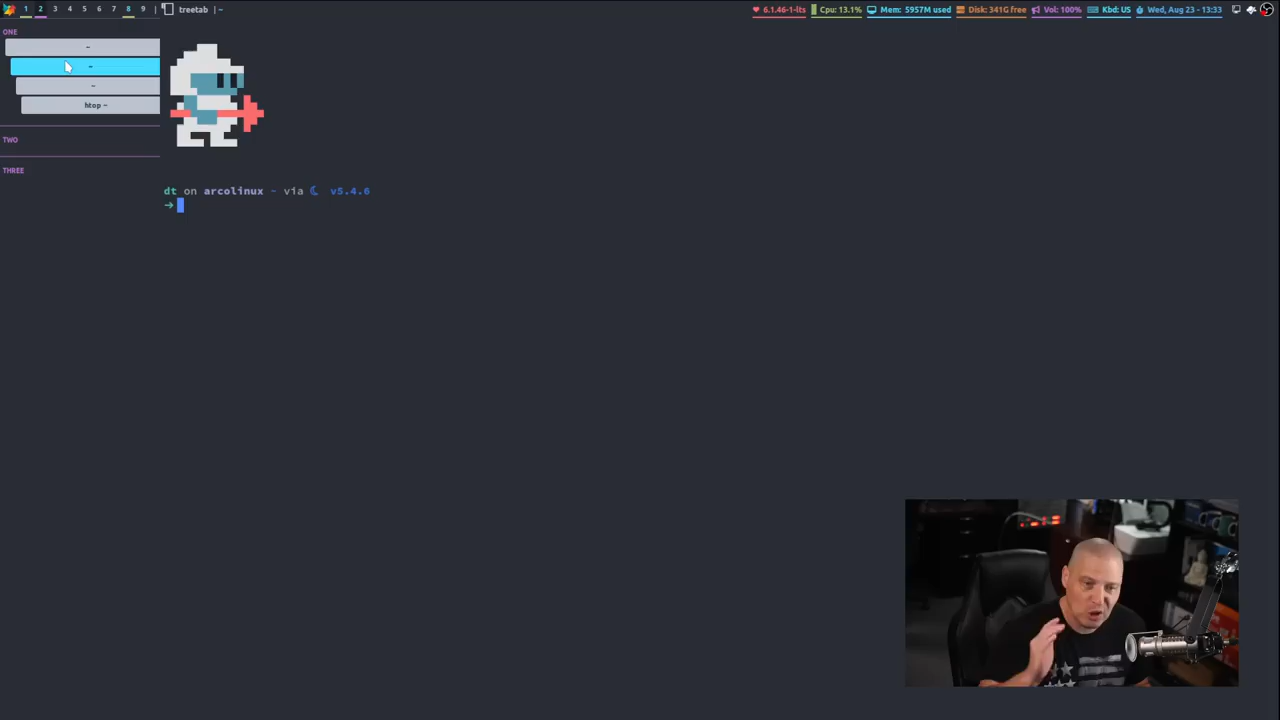 1 2 3 4 5 6 7 8 9 | treetab | ~ 6.1.46-1-lts Cpu: 13.1% Mem: 5957M used Disk: 341G free Vol: 100% Kbd: US Wed, Aug 23 - 13:33
ONE
~
~
~
htop ~
TWO
THREE
dt on arcolinux ~ via v5.4.6
→